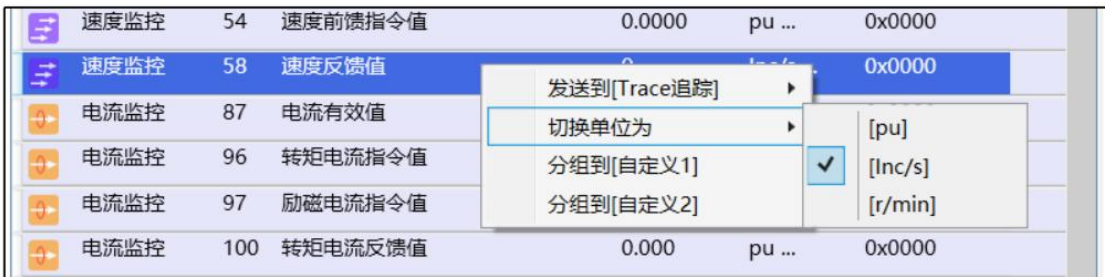 速度监控 54 速度前馈指令值 0.0000 pu ... 0x0000
速度监控 58 速度反馈值 0x0000
电流监控 87 电流有效值
电流监控 96 转矩电流指令值
电流监控 97 励磁电流指令值
电流监控 100 转矩电流反馈值 0.000 pu ... 0x0000
发送到[Trace追踪]
切换单位为
分组到[自定义1]
分组到[自定义2]
[pu]
[Inc/s]
[r/min]